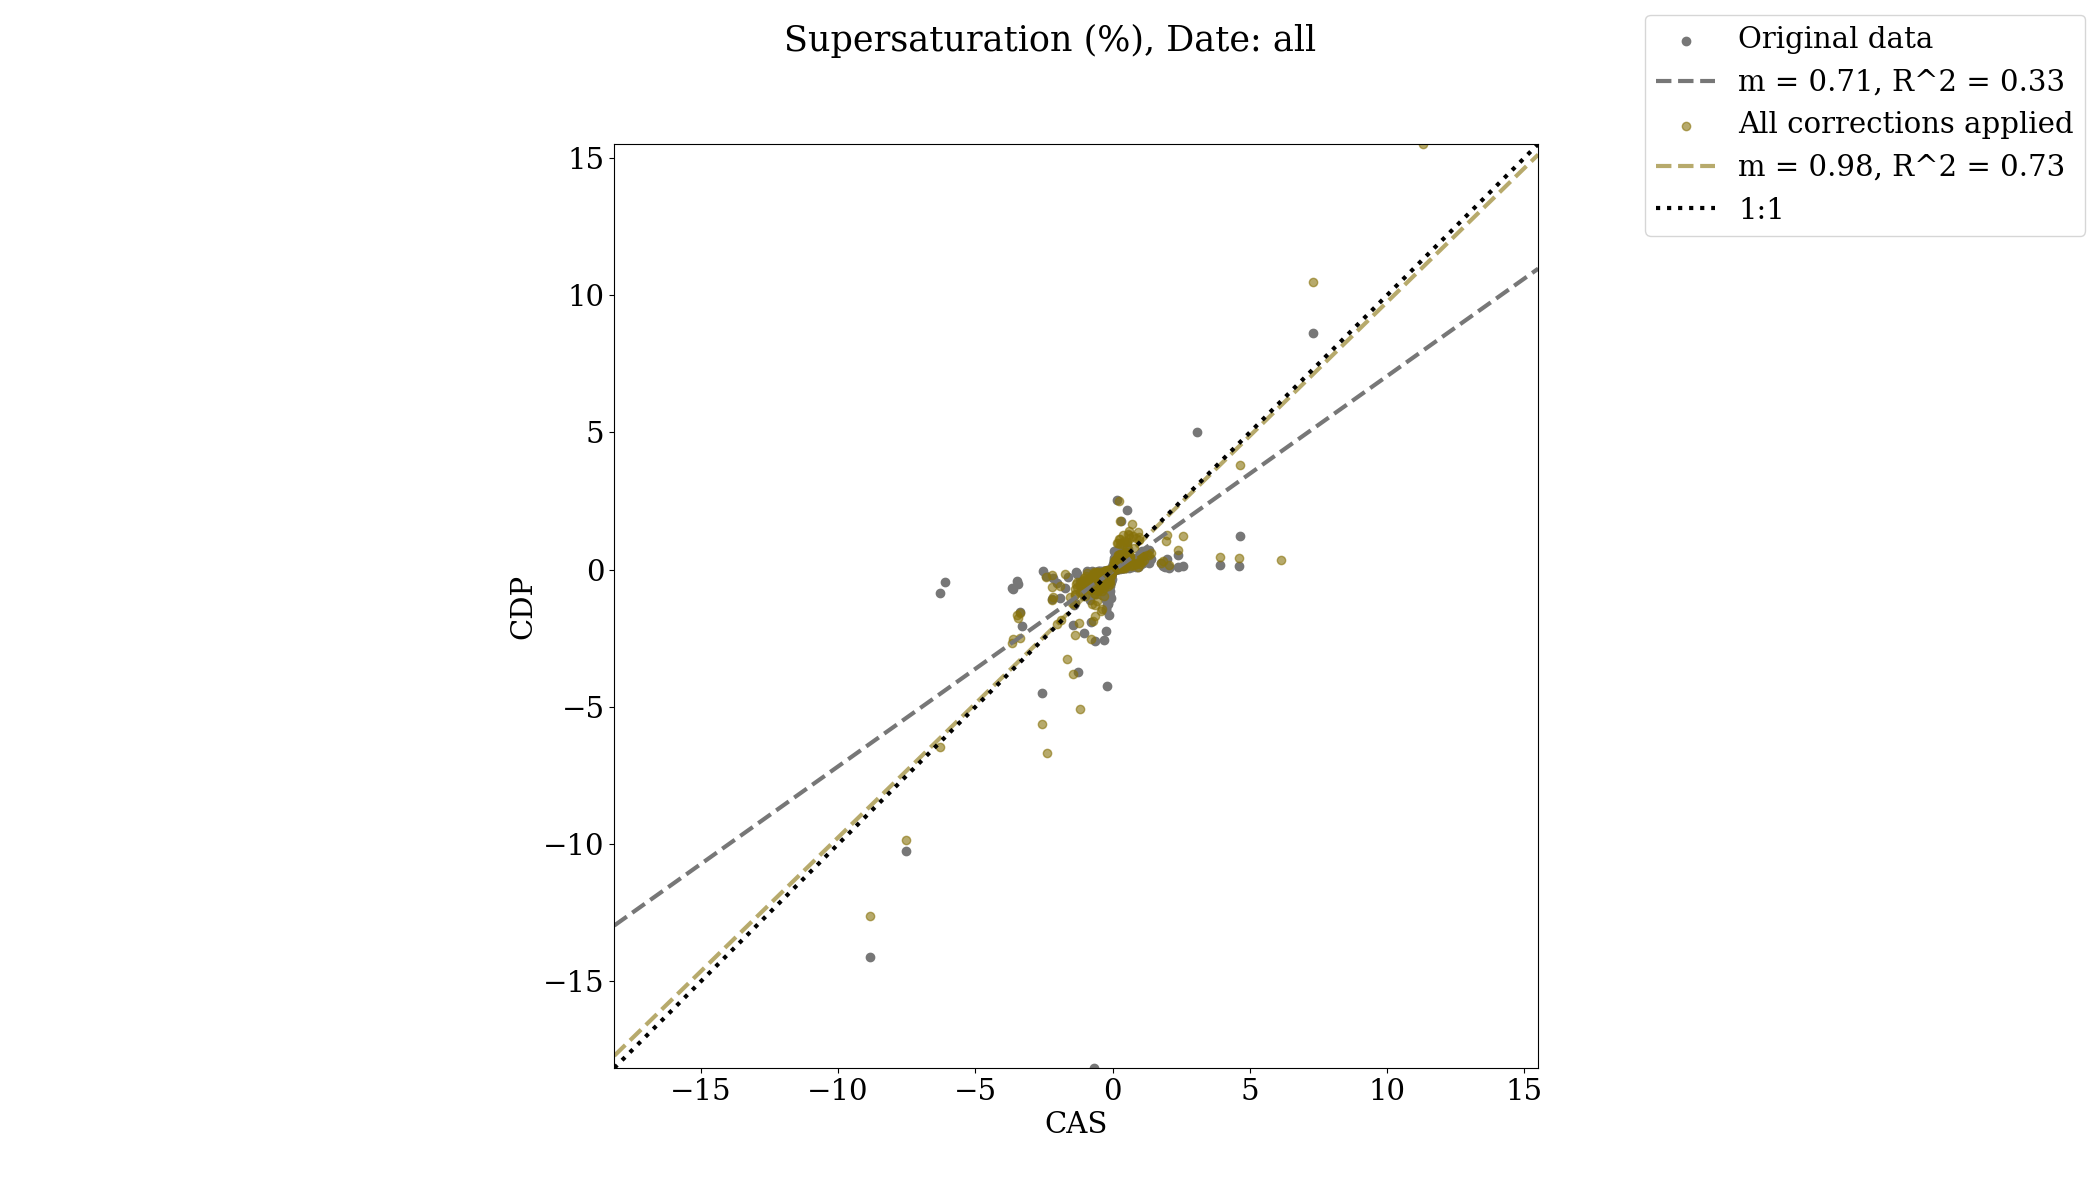 Supersaturation (%), Date: all
Original data
m = 0.71, R^2 = 0.33
All corrections applied
m = 0.98, R^2 = 0.73
1:1
15
10
5
0
−5
−10
−15
CDP
−15 −10 −5 0 5 10 15
CAS